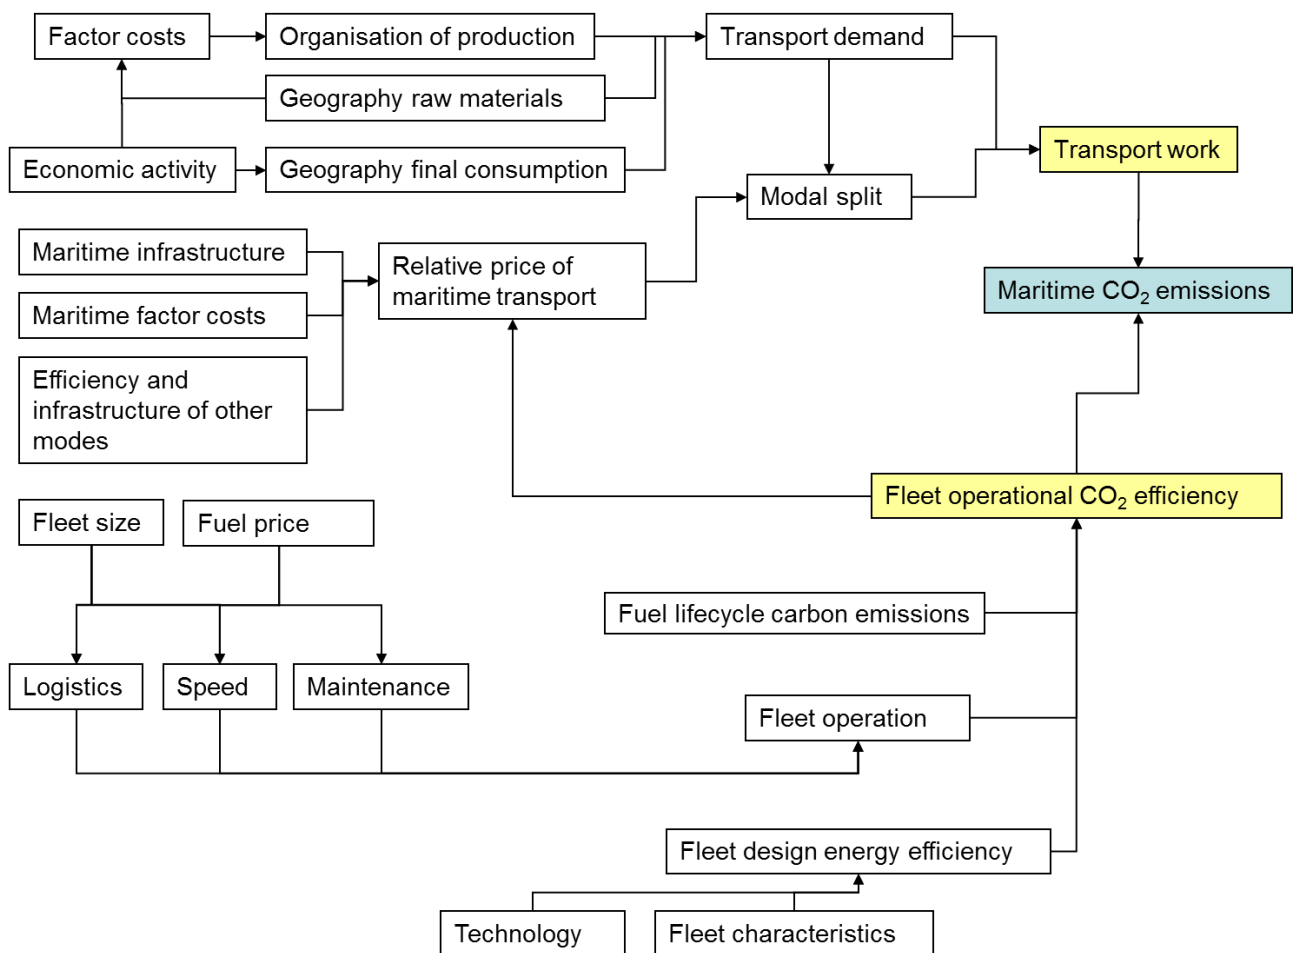 Factor costs
Organisation of production
Transport demand
Geography raw materials
Transport work
Economic activity
Geography final consumption
Modal split
Maritime infrastructure
Relative price of
maritime transport
Maritime CO₂ emissions
Maritime factor costs
Efficiency and
infrastructure of other
modes
Fleet operational CO₂ efficiency
Fleet size
Fuel price
Fuel lifecycle carbon emissions
Logistics
Speed
Maintenance
Fleet operation
Fleet design energy efficiency
Technology
Fleet characteristics